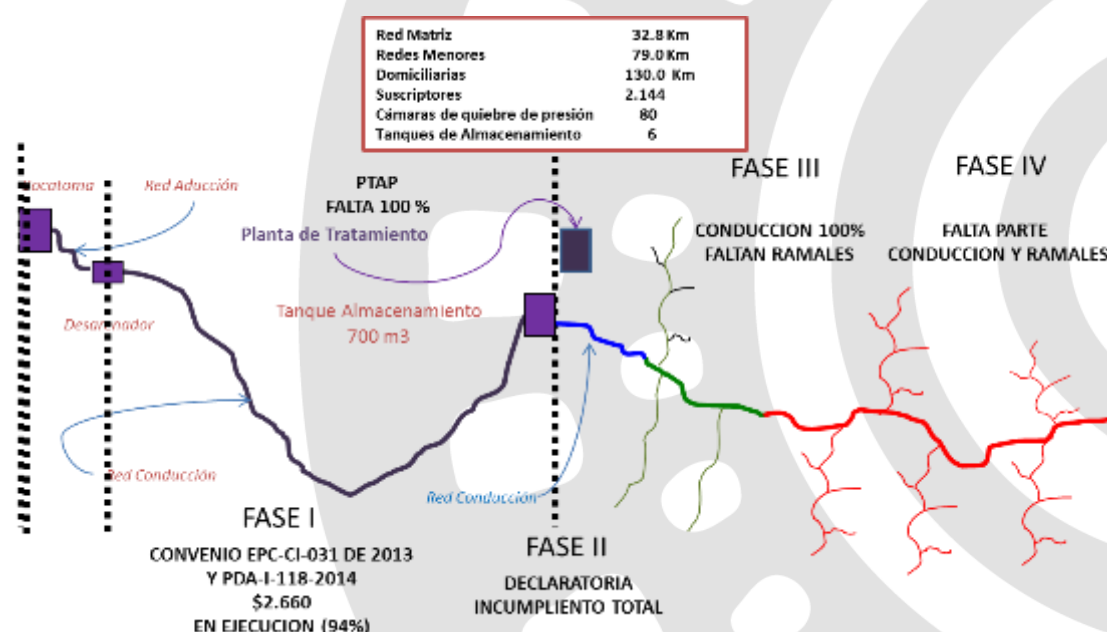 Red Matriz 32.8 Km
Redes Menores 79.0 Km
Domiciliarias 130.0 Km
Suscriptores 2.144
Cámaras de quiebre de presión 80
Tanques de Almacenamiento 6
FASE III
FASE IV
Bocatoma
Red Aducción
PTAP
FALTA 100 %
Planta de Tratamiento
CONDUCCION 100%
FALTAN RAMALES
FALTA PARTE
CONDUCCION Y RAMALES
Desarenador
Tanque Almacenamiento
700 m3
Red Conducción
Red Conducción
FASE I
CONVENIO EPC-CI-031 DE 2013
Y PDA-I-118-2014
$2.660
EN EJECUCION (94%)
FASE II
DECLARATORIA
INCUMPLIENTO TOTAL